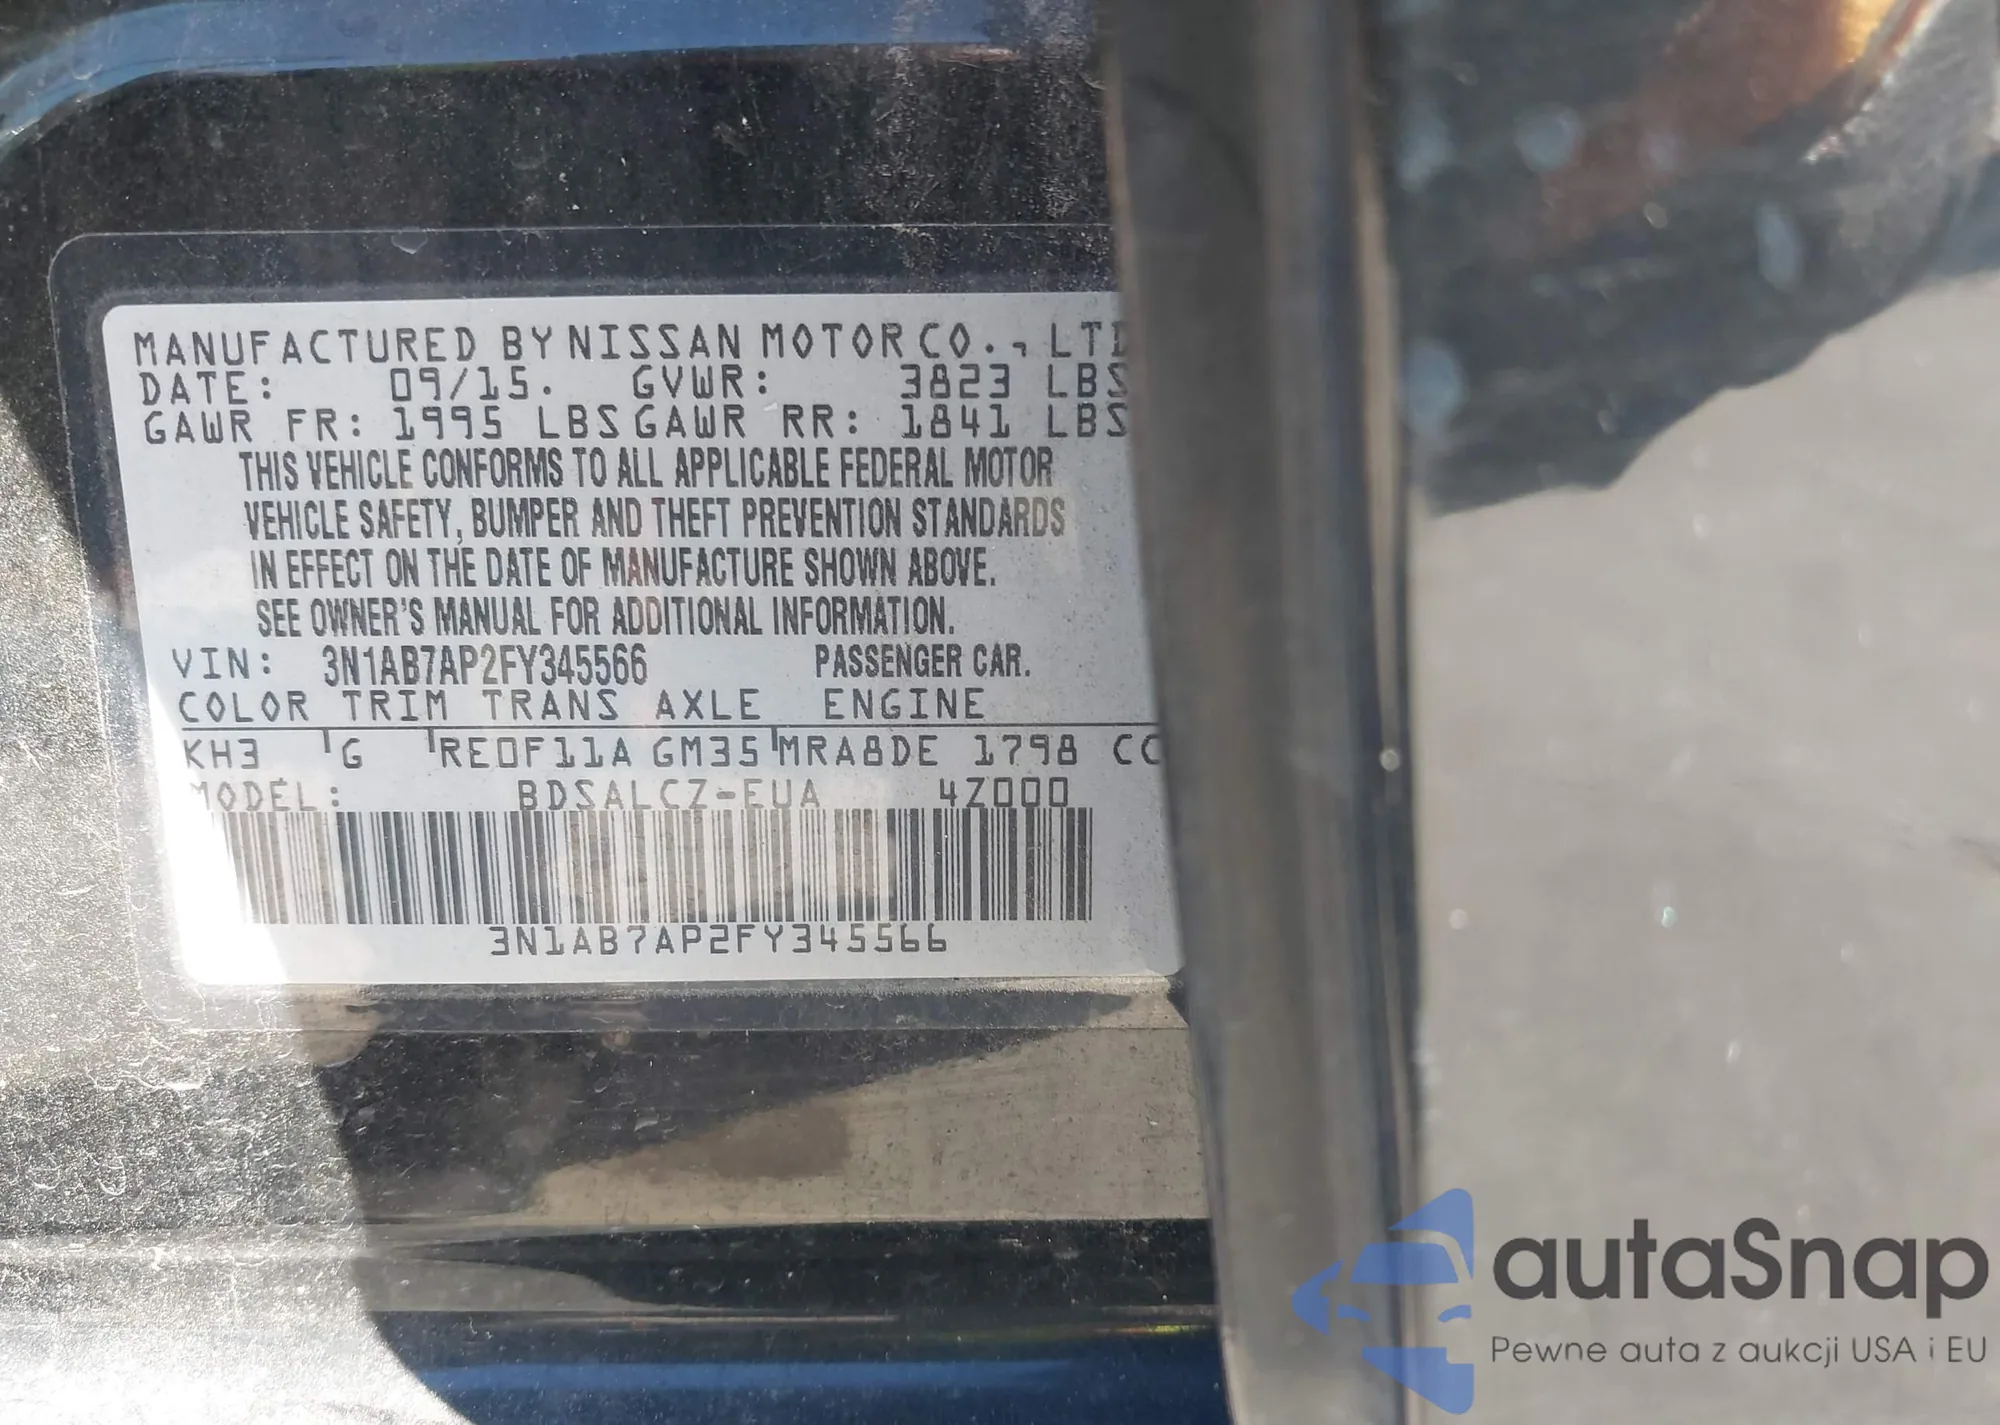 MANUFACTURED BY NISSAN MOTOR CO., LTD
DATE: 09/15. GVWR: 3823 LBS
GAWR FR: 1995 LBS GAWR RR: 1841 LBS
THIS VEHICLE CONFORMS TO ALL APPLICABLE FEDERAL MOTOR
VEHICLE SAFETY, BUMPER AND THEFT PREVENTION STANDARDS
IN EFFECT ON THE DATE OF MANUFACTURE SHOWN ABOVE.
SEE OWNER'S MANUAL FOR ADDITIONAL INFORMATION.
VIN: 3N1AB7AP2FY345566 PASSENGER CAR.
COLOR TRIM TRANS AXLE ENGINE
KH3 G RE0F11A GM35 MRA8DE 1798 CC
MODEL: BDSALCZ-EUA 4Z000
3N1AB7AP2FY345566
autaSnap
Pewne auta z aukcji USA i EU